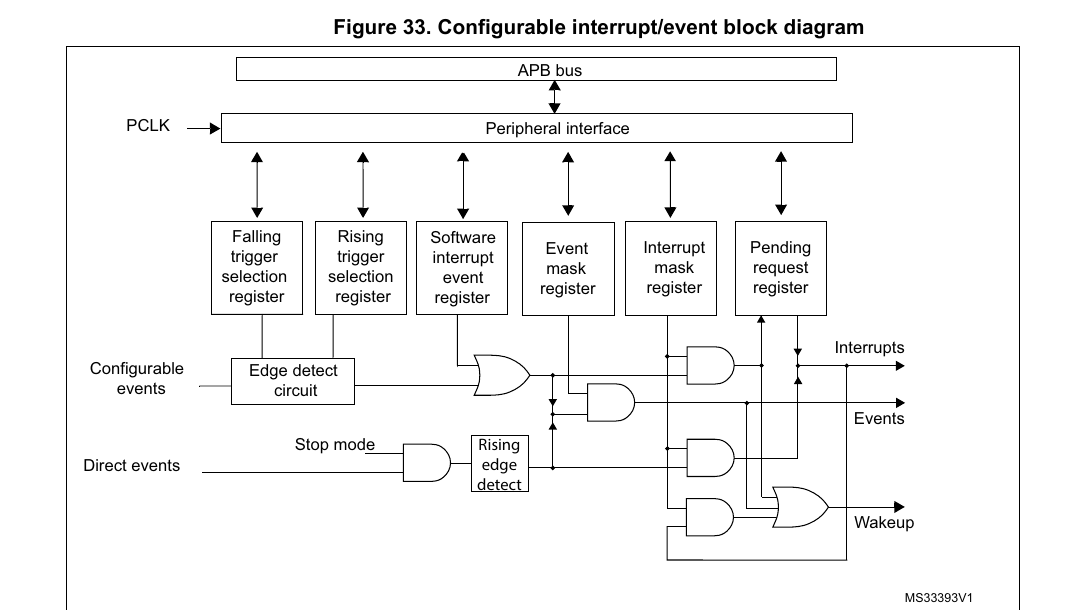 Figure 33. Configurable interrupt/event block diagram
APB bus
PCLK
Peripheral interface
Falling
trigger
selection
register
Rising
trigger
selection
register
Software
interrupt
event
register
Event
mask
register
Interrupt
mask
register
Pending
request
register
Interrupts
Configurable
events
Edge detect
circuit
Events
Stop mode
Rising
edge
detect
Direct events
Wakeup
MS33393V1